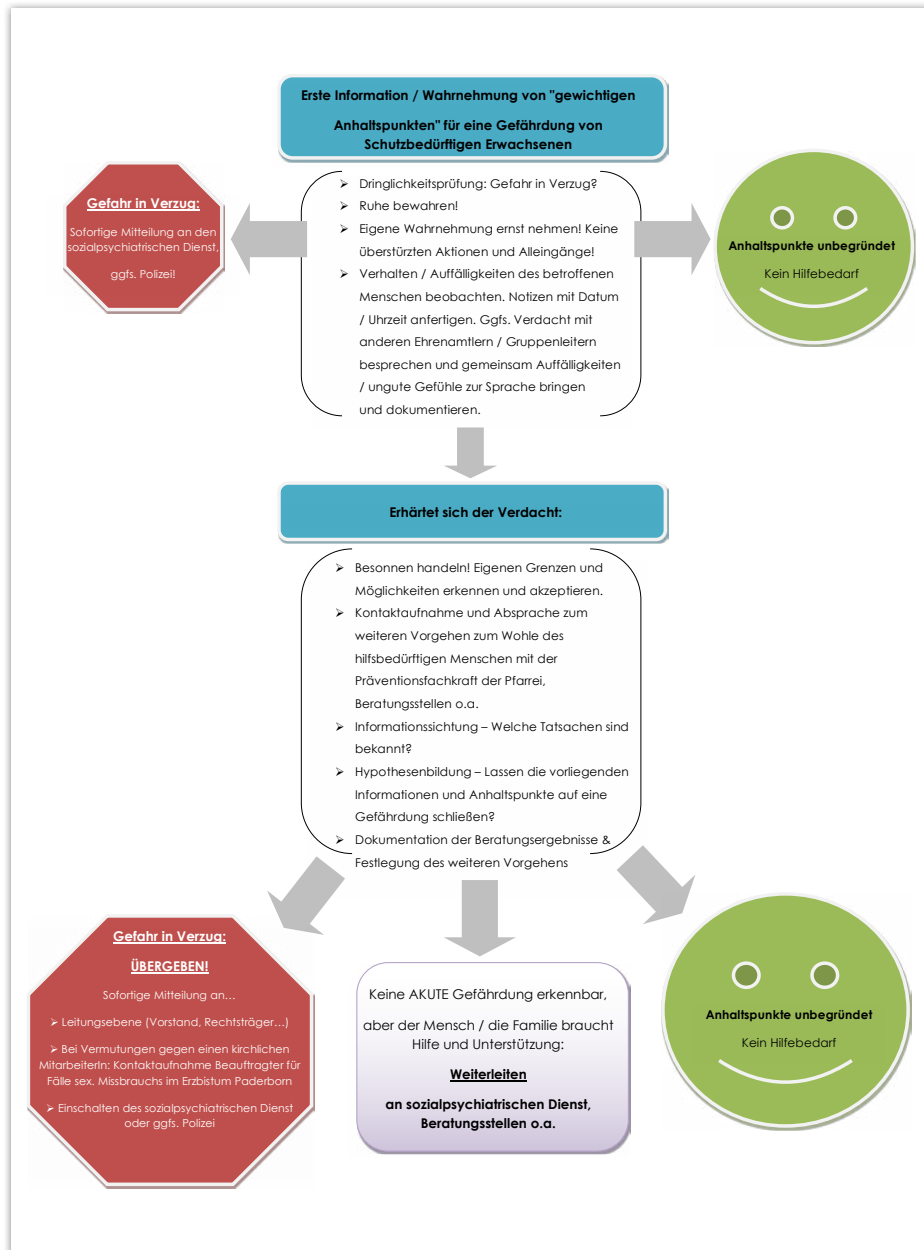 Erste Information / Wahrnehmung von "gewichtigen
Anhaltspunkten" für eine Gefährdung von
Schutzbedürftigen Erwachsenen
Gefahr in Verzug:
Sofortige Mitteilung an den
sozialpsychiatrischen Dienst,
ggfs. Polizei!
➢ Dringlichkeitsprüfung: Gefahr in Verzug?
➢ Ruhe bewahren!
➢ Eigene Wahrnehmung ernst nehmen! Keine
überstürzten Aktionen und Alleingänge!
➢ Verhalten / Auffälligkeiten des betroffenen
Menschen beobachten. Notizen mit Datum
/ Uhrzeit anfertigen. Ggfs. Verdacht mit
anderen Ehrenamtlern / Gruppenleitern
besprechen und gemeinsam Auffälligkeiten
/ ungute Gefühle zur Sprache bringen
und dokumentieren.
Anhaltspunkte unbegründet
Kein Hilfebedarf
Erhärtet sich der Verdacht:
➢ Besonnen handeln! Eigenen Grenzen und
Möglichkeiten erkennen und akzeptieren.
➢ Kontaktaufnahme und Absprache zum
weiteren Vorgehen zum Wohle des
hilfsbedürftigen Menschen mit der
Präventionsfachkraft der Pfarrei,
Beratungsstellen o.a.
➢ Informationssichtung – Welche Tatsachen sind
bekannt?
➢ Hypothesenbildung – Lassen die vorliegenden
Informationen und Anhaltspunkte auf eine
Gefährdung schließen?
➢ Dokumentation der Beratungsergebnisse &
Festlegung des weiteren Vorgehens
Gefahr in Verzug:
ÜBERGEBEN!
Sofortige Mitteilung an…
➢ Leitungsebene (Vorstand, Rechtsträger…)
➢ Bei Vermutungen gegen einen kirchlichen
MitarbeiterIn: Kontaktaufnahme Beauftragter für
Fälle sex. Missbrauchs im Erzbistum Paderborn
➢ Einschalten des sozialpsychiatrischen Dienst
oder ggfs. Polizei
Keine AKUTE Gefährdung erkennbar,
aber der Mensch / die Familie braucht
Hilfe und Unterstützung:
Weiterleiten
an sozialpsychiatrischen Dienst,
Beratungsstellen o.a.
Anhaltspunkte unbegründet
Kein Hilfebedarf